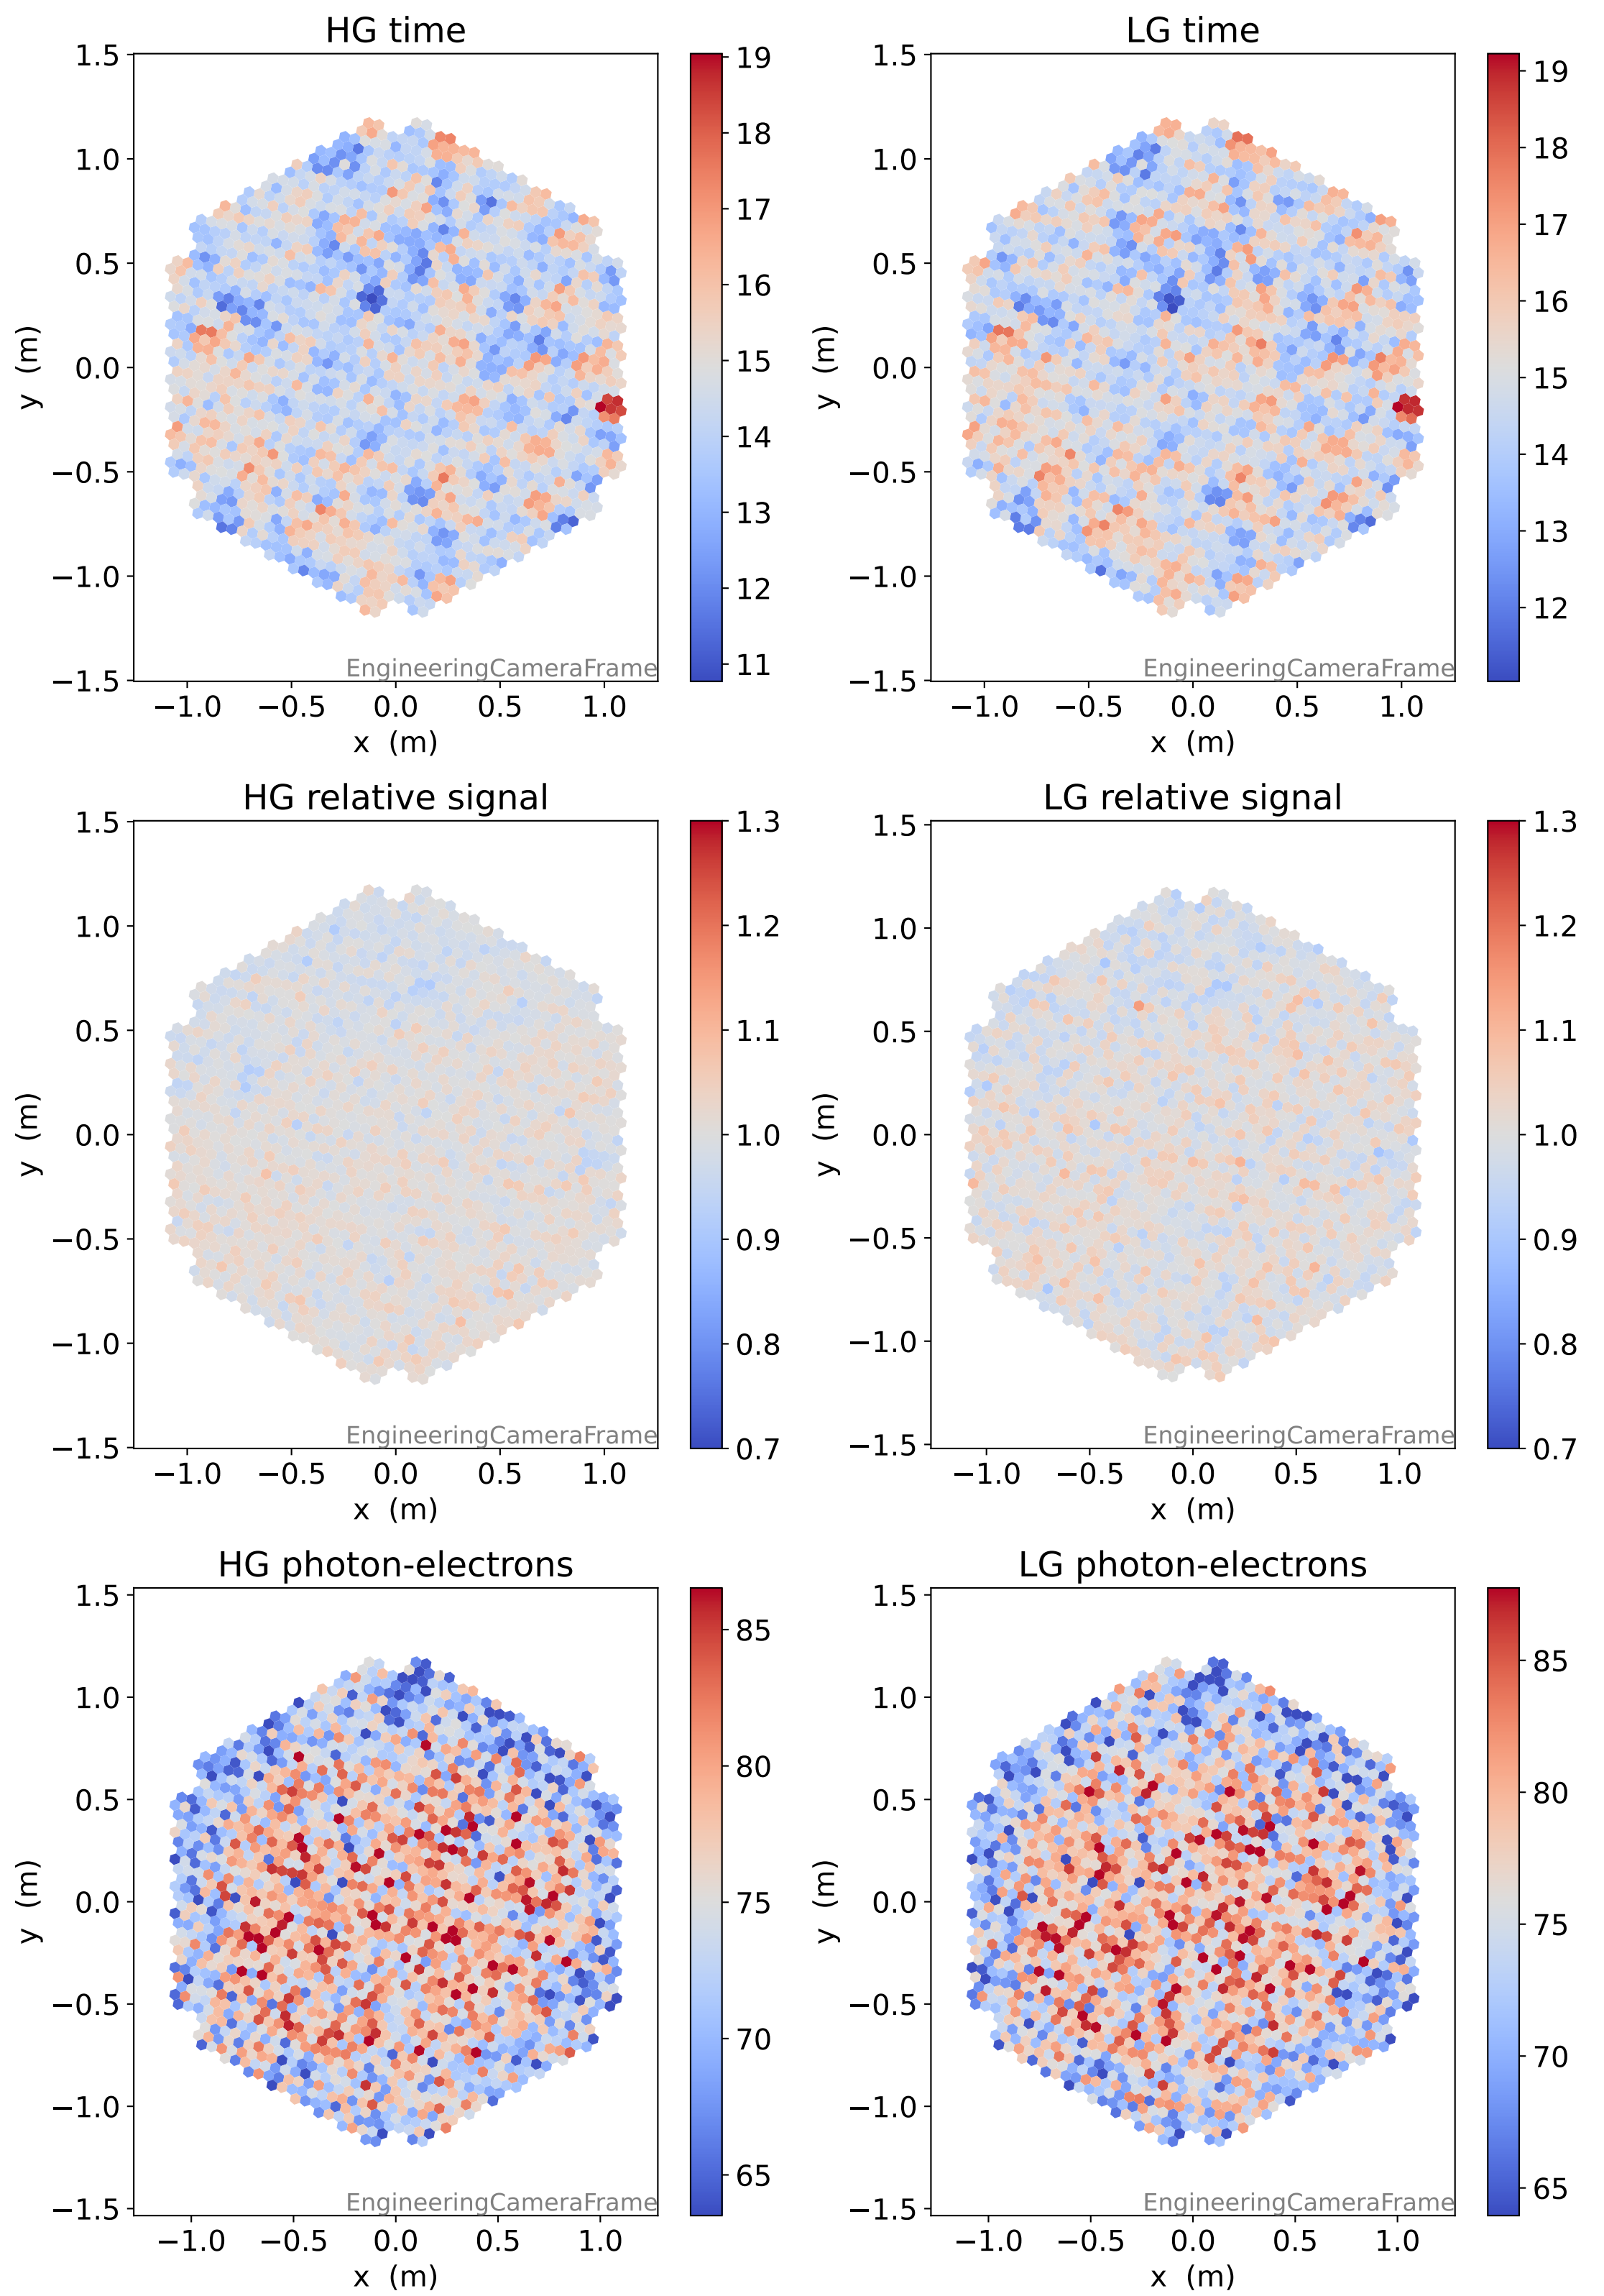 HG time
1.5
1.0
0.5
0.0
−0.5
−1.0
−1.5
y (m)
EngineeringCameraFrame
−1.0 −0.5 0.0 0.5 1.0
x (m)
19
18
17
16
15
14
13
12
11
LG time
1.5
1.0
0.5
0.0
−0.5
−1.0
−1.5
y (m)
EngineeringCameraFrame
−1.0 −0.5 0.0 0.5 1.0
x (m)
19
18
17
16
15
14
13
12
HG relative signal
1.5
1.0
0.5
0.0
−0.5
−1.0
−1.5
y (m)
EngineeringCameraFrame
−1.0 −0.5 0.0 0.5 1.0
x (m)
1.3
1.2
1.1
1.0
0.9
0.8
0.7
LG relative signal
1.5
1.0
0.5
0.0
−0.5
−1.0
−1.5
y (m)
EngineeringCameraFrame
−1.0 −0.5 0.0 0.5 1.0
x (m)
1.3
1.2
1.1
1.0
0.9
0.8
0.7
HG photon-electrons
1.5
1.0
0.5
0.0
−0.5
−1.0
−1.5
y (m)
EngineeringCameraFrame
−1.0 −0.5 0.0 0.5 1.0
x (m)
85
80
75
70
65
LG photon-electrons
1.5
1.0
0.5
0.0
−0.5
−1.0
−1.5
y (m)
EngineeringCameraFrame
−1.0 −0.5 0.0 0.5 1.0
x (m)
85
80
75
70
65